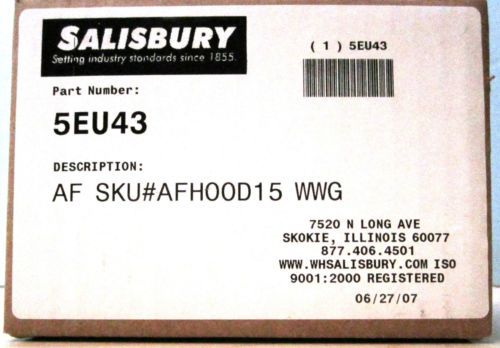 SALISBURY
Setting industry standards since 1855.
( 1 ) 5EU43
Part Number:
5EU43
DESCRIPTION:
AF SKU#AFHOOD15 WWG
7520 N LONG AVE
SKOKIE, ILLINOIS 60077
877.406.4501
WWW.WHSALISBURY.COM ISO
9001:2000 REGISTERED
06/27/07